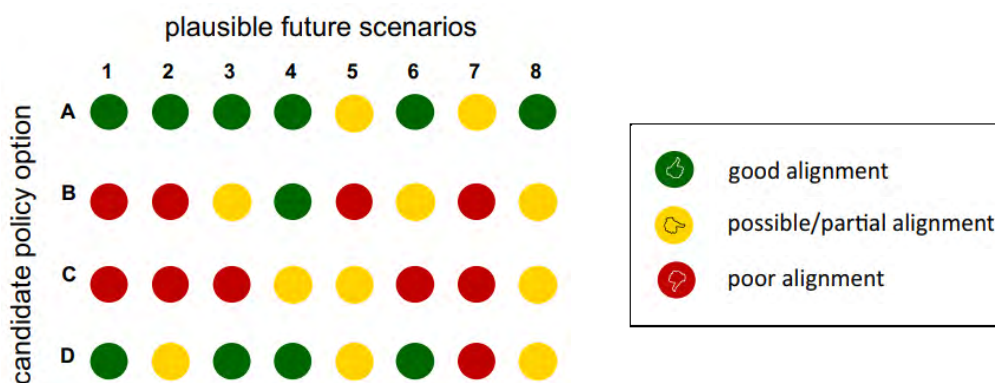 plausible future scenarios
1 2 3 4 5 6 7 8
candidate policy option
A
B
C
D
good alignment
possible/partial alignment
poor alignment